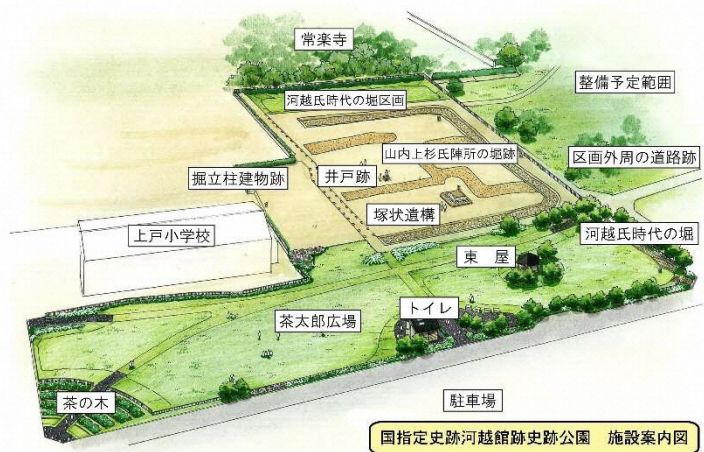 常楽寺
整備予定範囲
河越氏時代の堀区画
山内上杉氏陣所の堀跡
区画外周の道路跡
井戸跡
掘立柱建物跡
塚状遺構
上戸小学校
河越氏時代の堀
東 屋
トイレ
茶太郎広場
茶の木
駐車場
国指定史跡河越館跡史跡公園 施設案内図